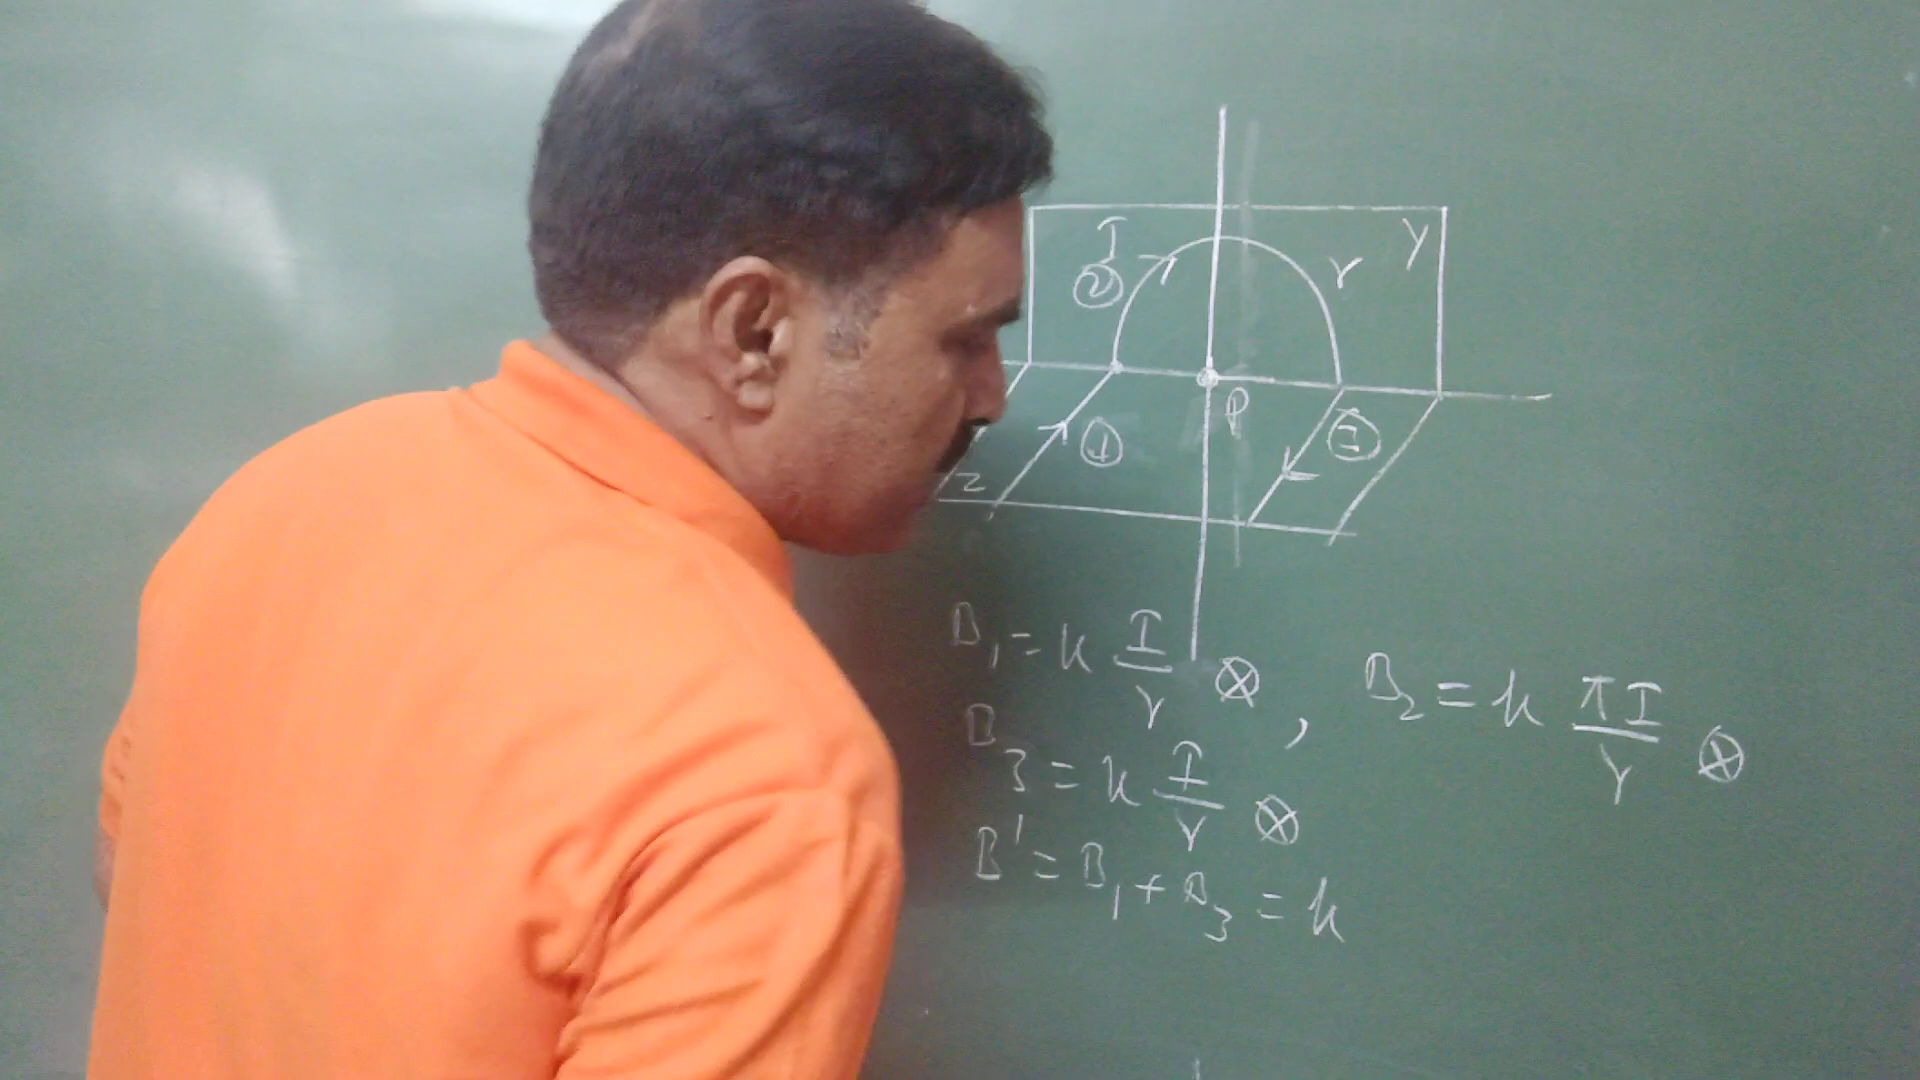 I
②
r
y
P
①
③
z
B₁ = k I/r ⊗ , B₂ = k πI/r ⊗
B₃ = k I/r ⊗
B' = B₁ + B₃ = k